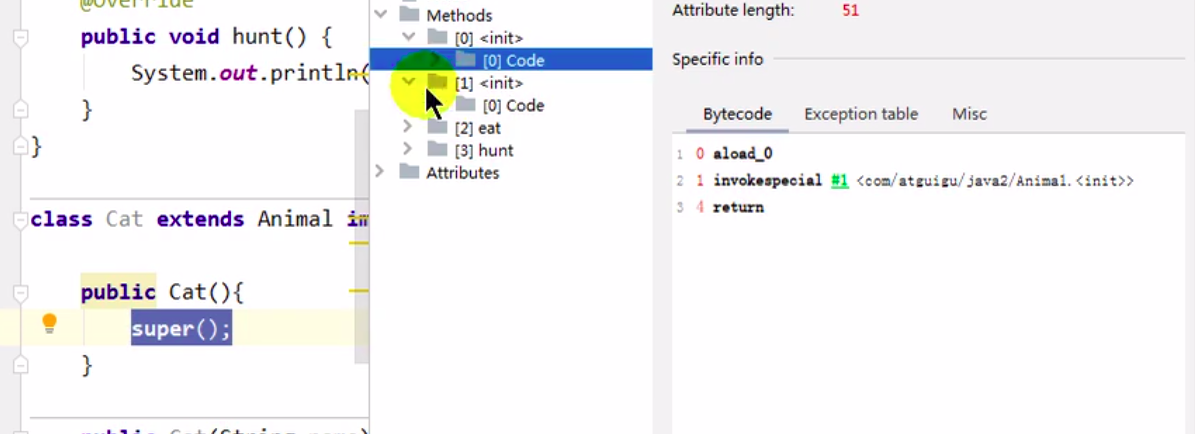 @Override
public void hunt() {
System.out.println(
}
}
class Cat extends Animal im
public Cat(){
super();
}
public Cat(String name)
Methods
[0] <init>
[0] Code
[1] <init>
[0] Code
[2] eat
[3] hunt
Attributes
Attribute length: 51
Specific info
Bytecode Exception table Misc
1 0 aload_0
2 1 invokespecial #1 <com/atguigu/java2/Animal.<init>>
3 4 return